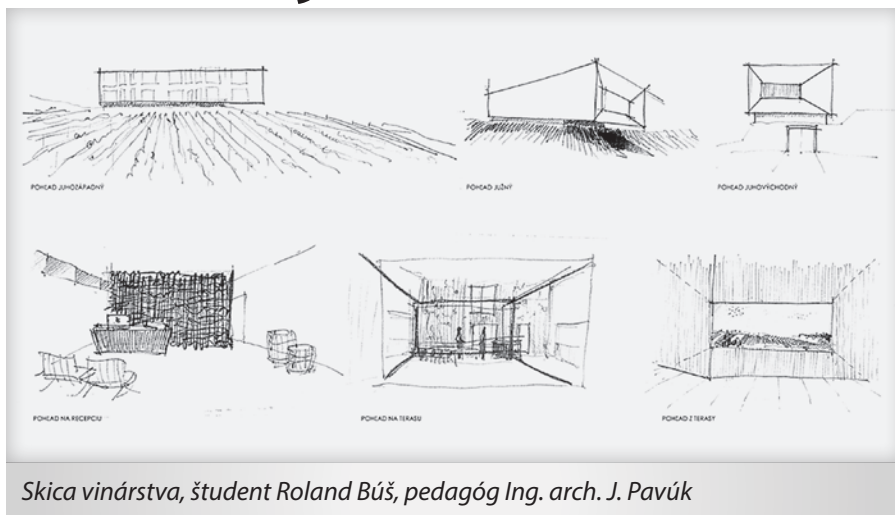 POHĽAD JUHOZÁPADNÝ
POHĽAD JUŽNÝ
POHĽAD JUHOVÝCHODNÝ
POHĽAD NA RECEPCIU
POHĽAD NA TERASU
POHĽAD Z TERASY
Skica vinárstva, študent Roland Búš, pedagóg Ing. arch. J. Pavúk